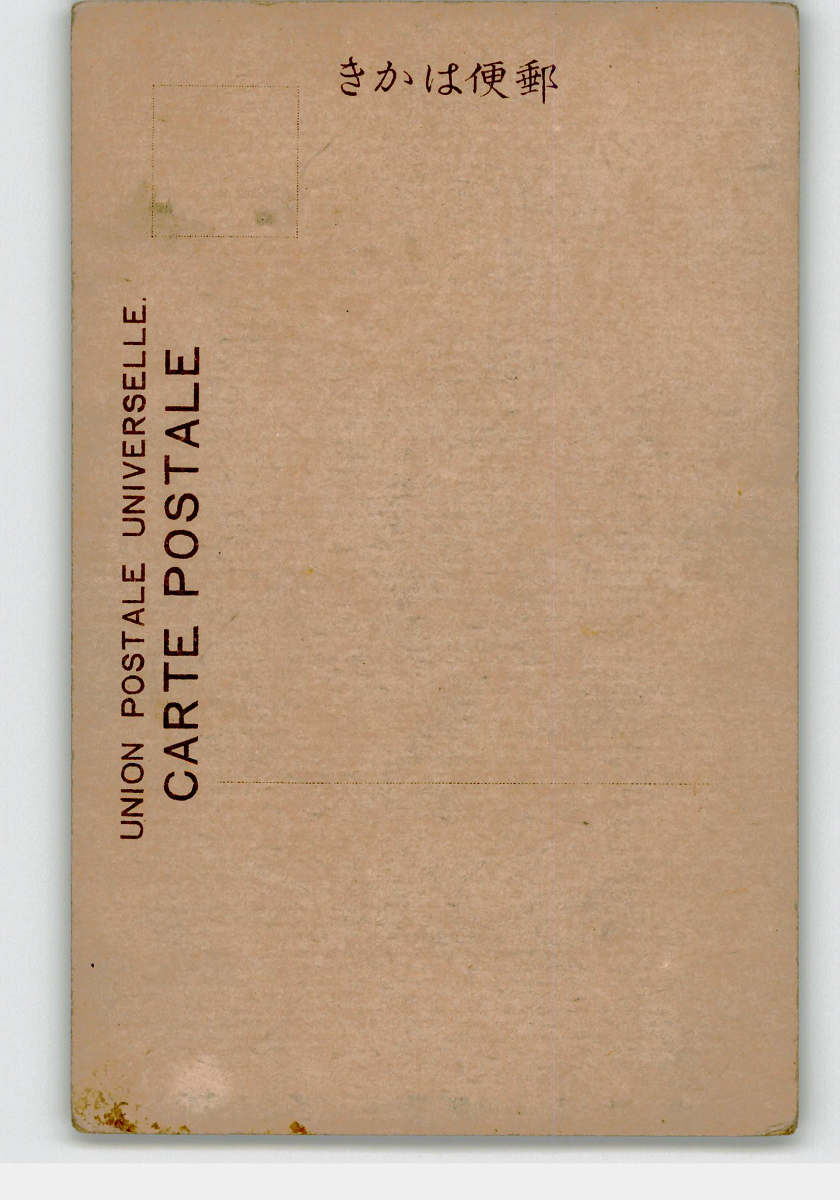 きかは便郵
UNION POSTALE UNIVERSELLE.
CARTE POSTALE